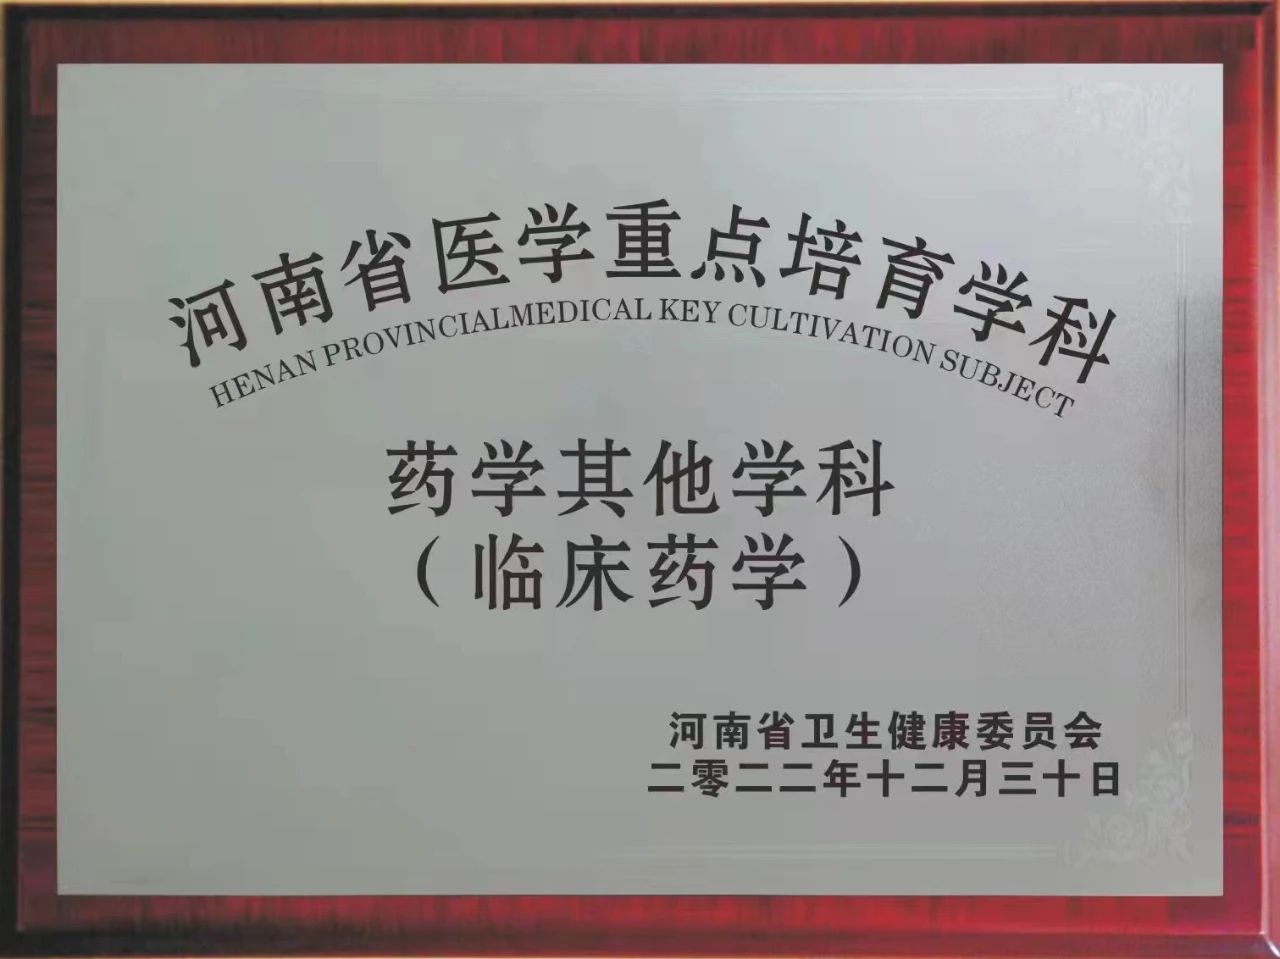 河南省医学重点培育学科
HENAN PROVINCIALMEDICAL KEY CULTIVATION SUBJECT
药学其他学科
（临床药学）
河南省卫生健康委员会
二零二二年十二月三十日